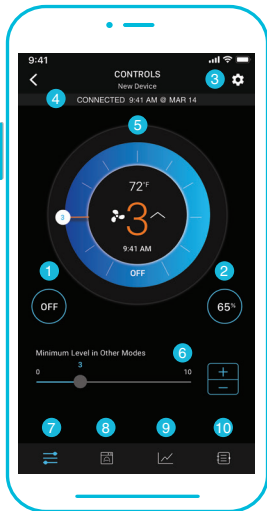 9:41
CONTROLS
New Device
3
4
CONNECTED 9:41 AM @ MAR 14
5
72°F
3
3
9:41 AM
OFF
1
2
OFF
65%
Minimum Level in Other Modes
6
3
0
10
+
−
7
8
9
10